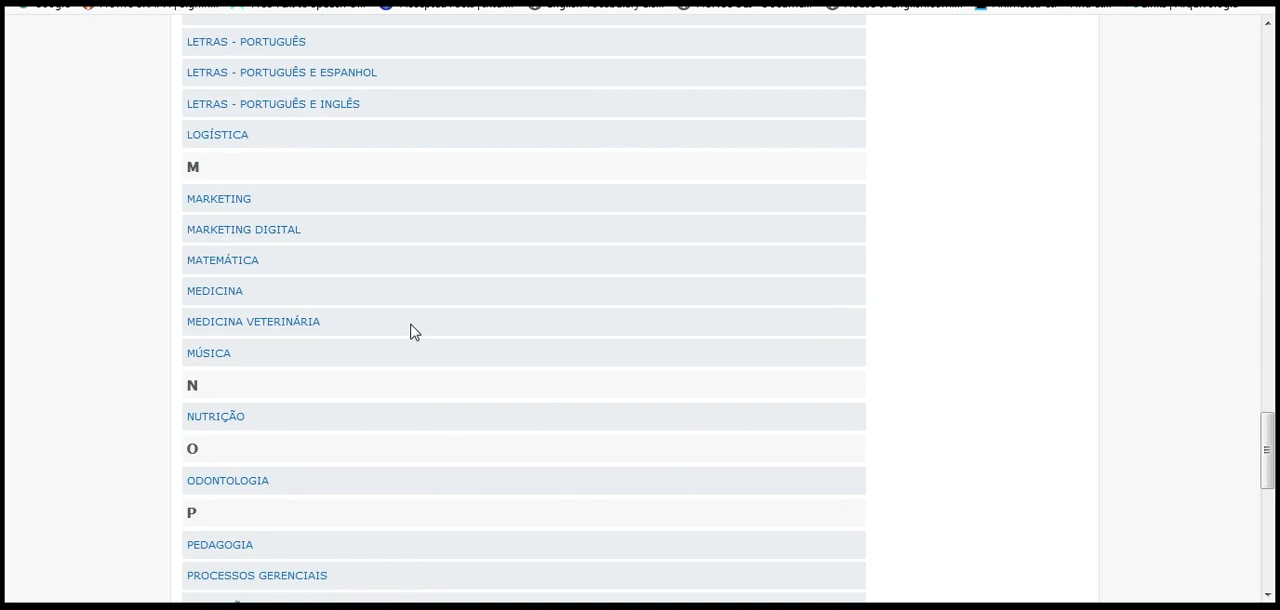 LETRAS - PORTUGUÊS
LETRAS - PORTUGUÊS E ESPANHOL
LETRAS - PORTUGUÊS E INGLÊS
LOGÍSTICA
M
MARKETING
MARKETING DIGITAL
MATEMÁTICA
MEDICINA
MEDICINA VETERINÁRIA
MÚSICA
N
NUTRIÇÃO
O
ODONTOLOGIA
P
PEDAGOGIA
PROCESSOS GERENCIAIS